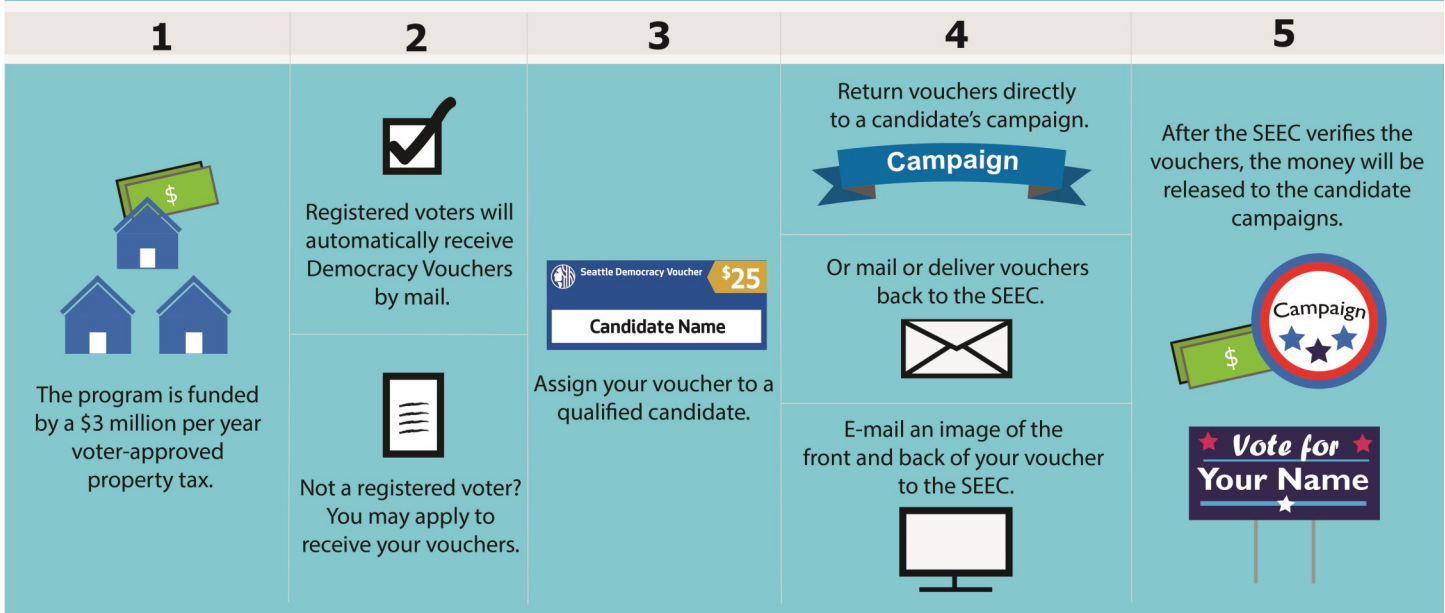 1
$
The program is funded
by a $3 million per year
voter-approved
property tax.
2
Registered voters will
automatically receive
Democracy Vouchers
by mail.
Not a registered voter?
You may apply to
receive your vouchers.
3
Seattle Democracy Voucher
$25
Candidate Name
Assign your voucher to a
qualified candidate.
4
Return vouchers directly
to a candidate’s campaign.
Campaign
Or mail or deliver vouchers
back to the SEEC.
E-mail an image of the
front and back of your voucher
to the SEEC.
5
After the SEEC verifies the
vouchers, the money will be
released to the candidate
campaigns.
Campaign
$
Vote for
Your Name